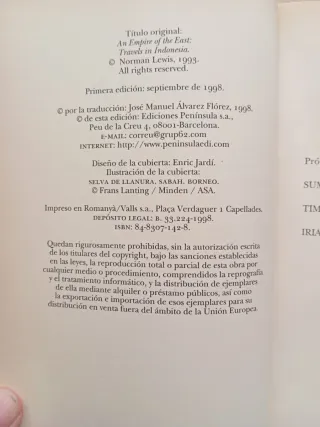 Título original:
An Empire of the East:
Travels in Indonesia.
© Norman Lewis, 1993.
All rights reserved.
Primera edición: septiembre de 1998.
© por la traducción: José Manuel Álvarez Flórez, 1998.
© de esta edición: Ediciones Península s.a.,
Peu de la Creu 4, 08001-Barcelona.
E-MAIL: correu@grup62.com
INTERNET: http://www.peninsulaedi.com
Diseño de la cubierta: Enric Jardí.
Ilustración de la cubierta:
SELVA DE LLANURA. SABAH. BORNEO.
© Frans Lanting / Minden / ASA.
Impreso en Romanyà/Valls s.a., Plaça Verdaguer 1 Capellades.
DEPÓSITO LEGAL: B. 33.224-1998.
ISBN: 84-8307-142-8.
Quedan rigurosamente prohibidas, sin la autorización escrita
de los titulares del copyright, bajo las sanciones establecidas
en las leyes, la reproducción total o parcial de esta obra por
cualquier medio o procedimiento, comprendidos la reprografía
y el tratamiento informático, y la distribución de ejemplares
de ella mediante alquiler o préstamo públicos, así como
la exportación e importación de esos ejemplares para su
distribución en venta fuera del ámbito de la Unión Europea.
Pró
SUM
TIM
IRIA